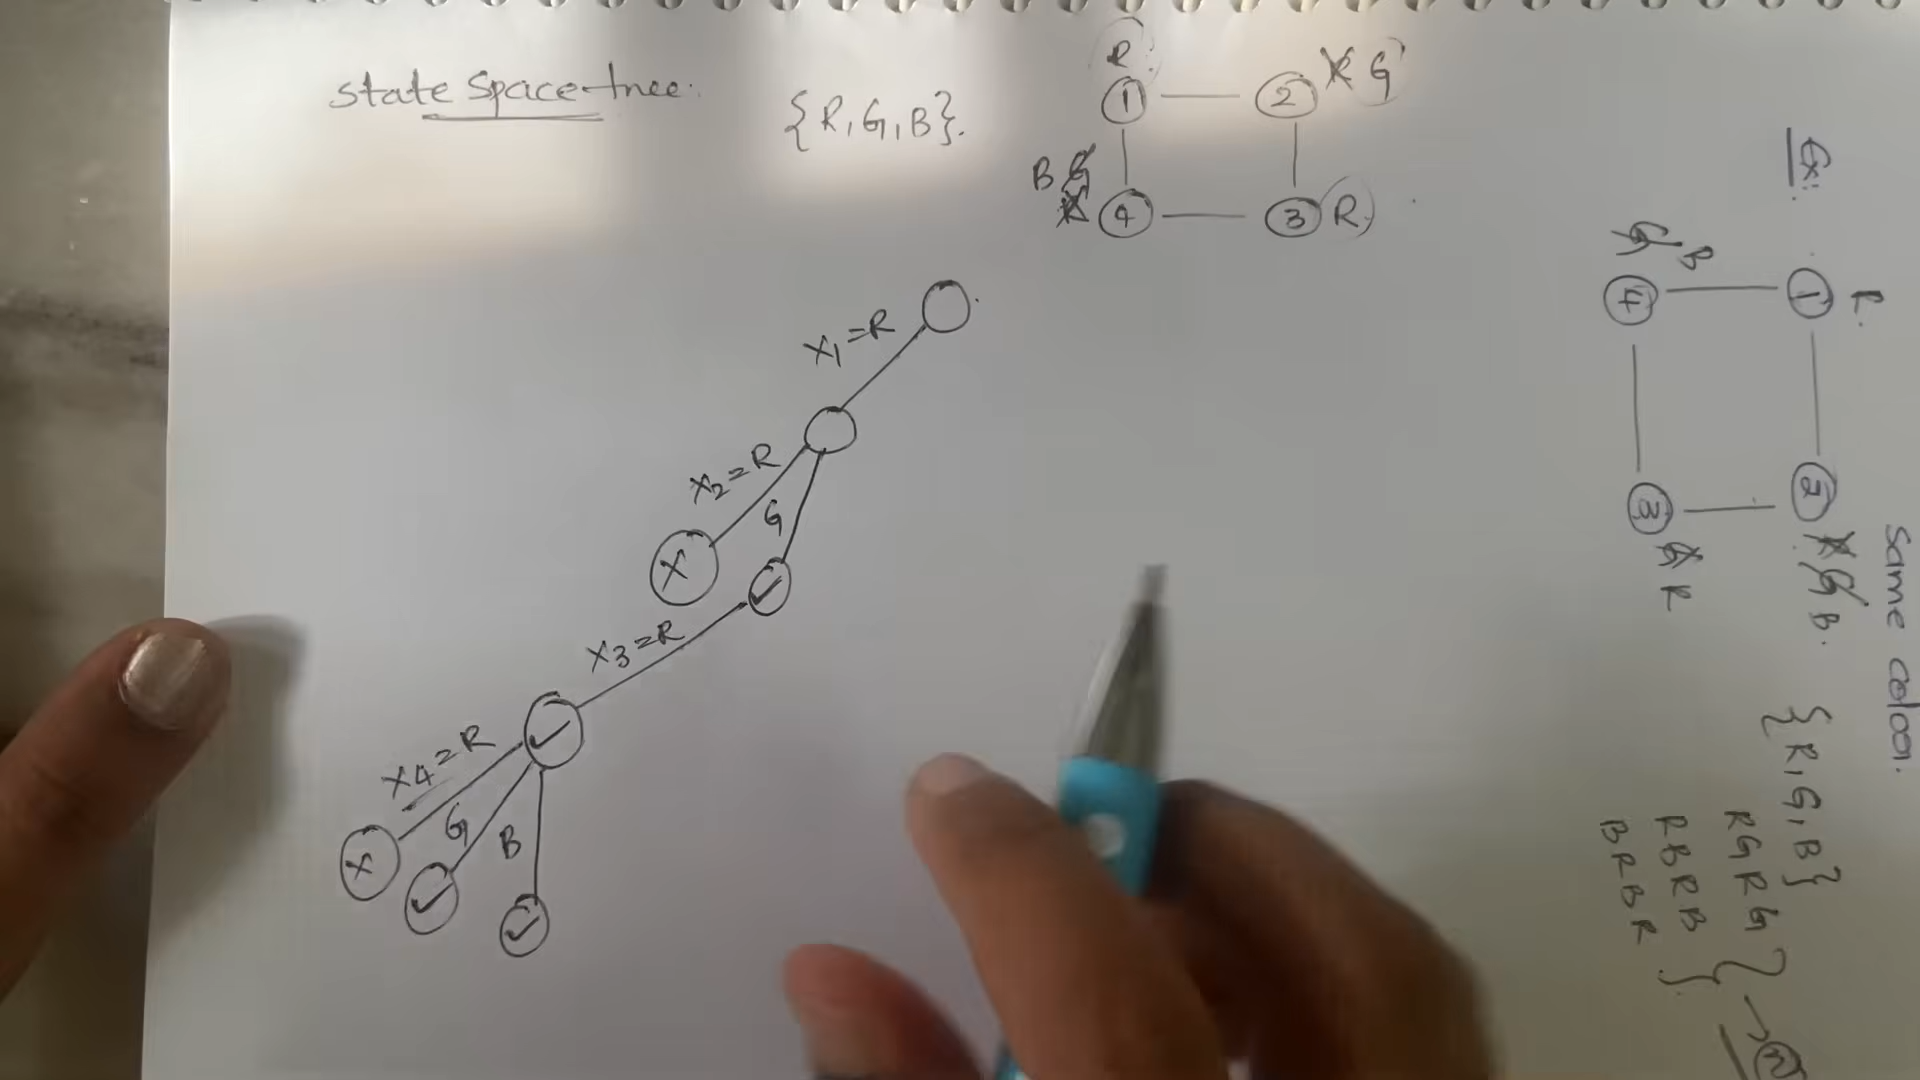 state space tree:
{R, G, B}.
R
1 2 G
B G
4 3 R
X1=R
X2=R
G
X
X3=R
X4=R
G
B
X
Ex:
G B
4 1 R.
3 2
R G B.
Same color.
{R, G, B}
RGRG
RBRB
BRBR